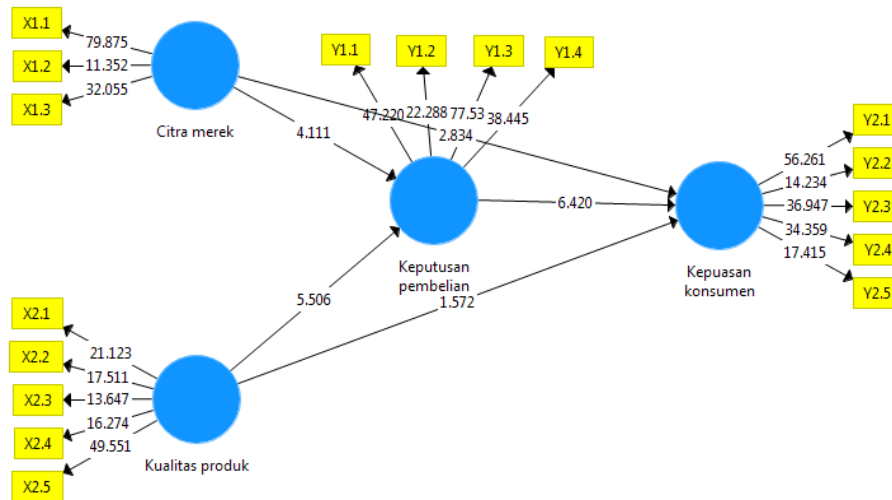 X1.1
79.875
X1.2
11.352
X1.3
32.055
Citra merek
Y1.1
Y1.2
Y1.3
Y1.4
47.220
22.288
77.53
38.445
4.111
2.834
Keputusan
pembelian
6.420
Y2.1
56.261
Y2.2
14.234
Y2.3
36.947
34.359
Y2.4
17.415
Y2.5
Kepuasan
konsumen
5.506
1.572
X2.1
21.123
X2.2
17.511
X2.3
13.647
16.274
X2.4
49.551
X2.5
Kualitas produk